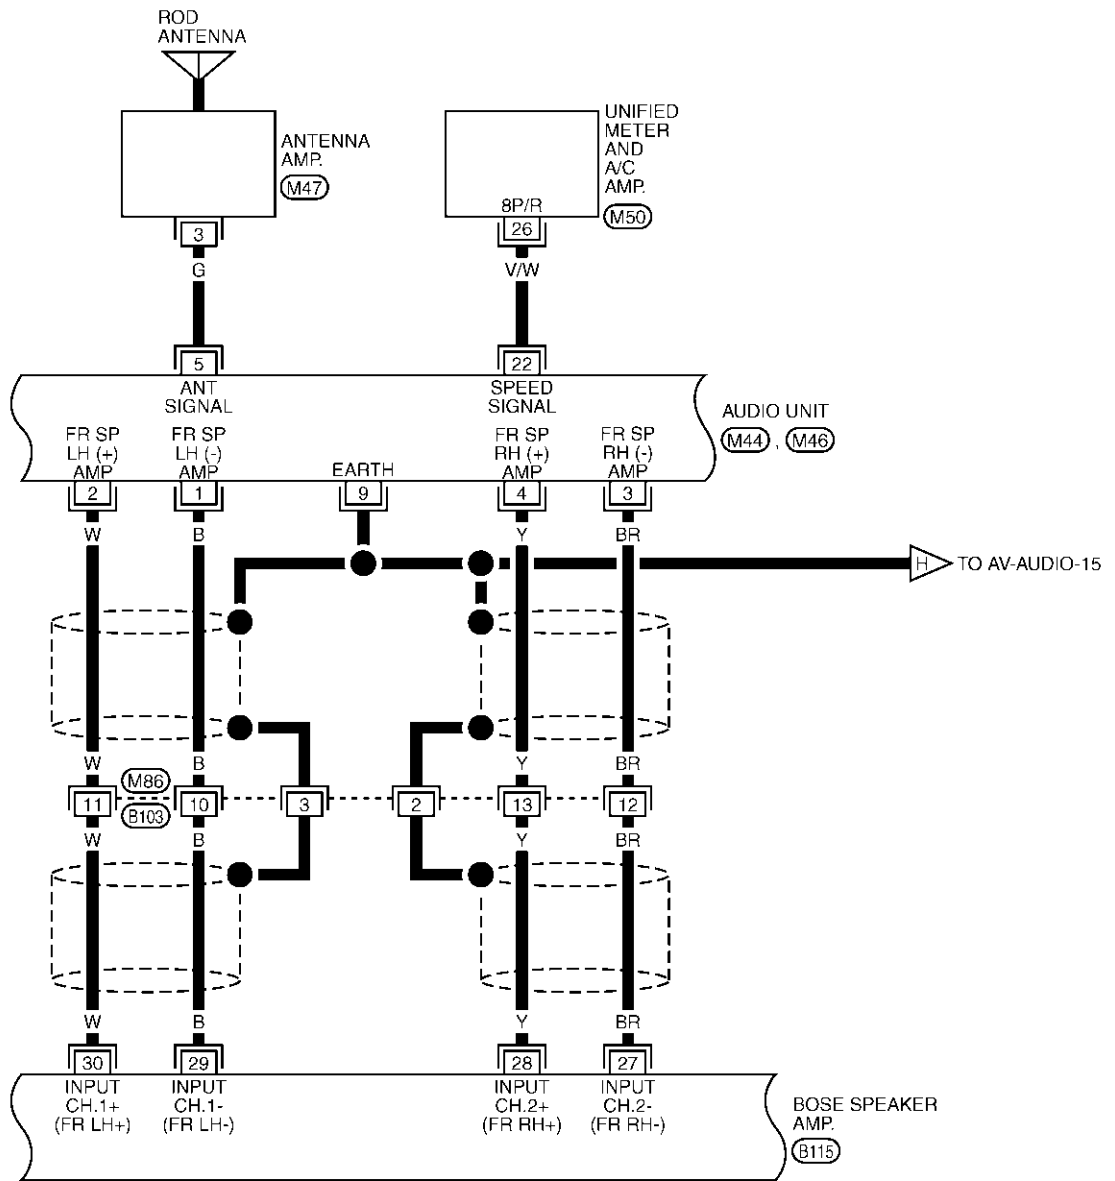 ROD
ANTENNA
ANTENNA
AMP.
M47
UNIFIED
METER
AND
A/C
AMP.
M50
8P/R
3
26
G
V/W
5
22
ANT
SIGNAL
SPEED
SIGNAL
AUDIO UNIT
M44 , M46
FR SP
LH (+)
AMP
FR SP
LH (-)
AMP
EARTH
FR SP
RH (+)
AMP
FR SP
RH (-)
AMP
2
1
9
4
3
W
B
Y
BR
H
TO AV-AUDIO-15
W
B
Y
BR
M86
11
10
3
2
13
12
B103
W
B
Y
BR
W
B
Y
BR
30
29
28
27
INPUT
CH.1+
(FR LH+)
INPUT
CH.1-
(FR LH-)
INPUT
CH.2+
(FR RH+)
INPUT
CH.2-
(FR RH-)
BOSE SPEAKER
AMP.
B115